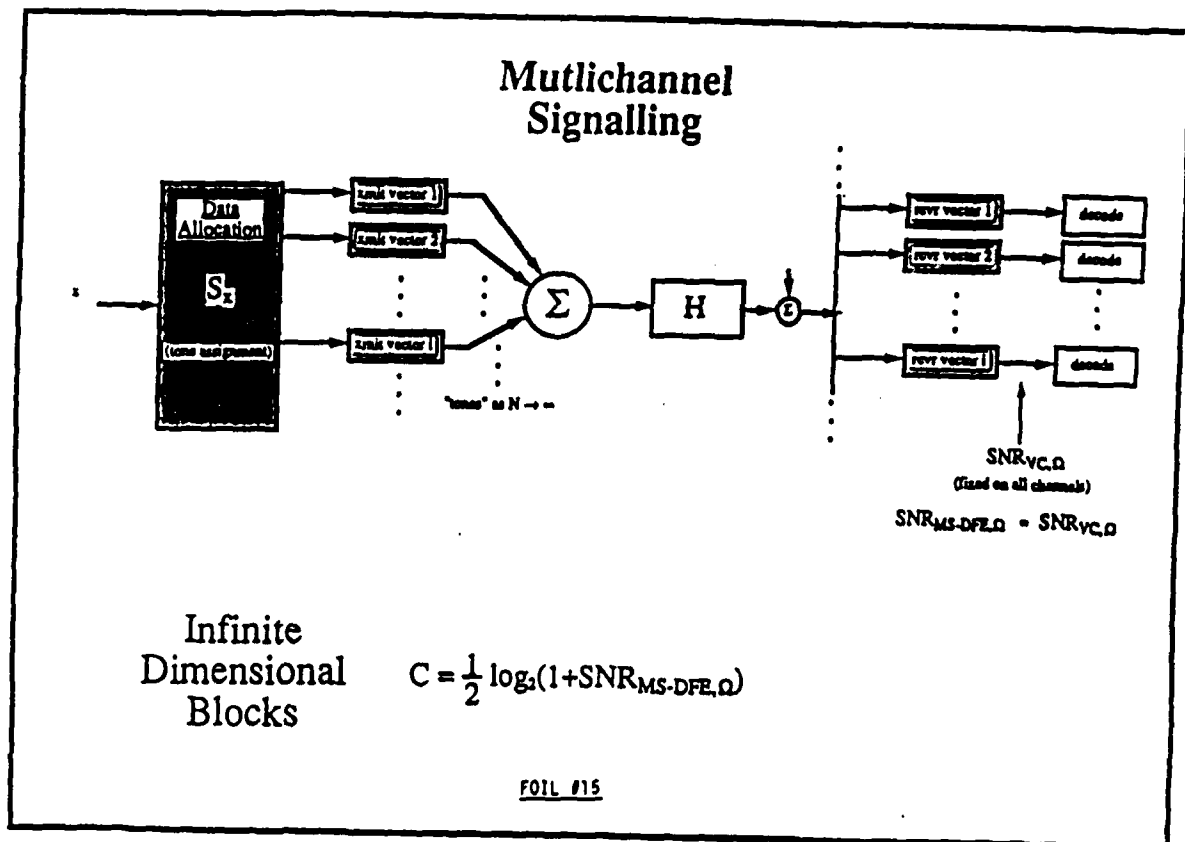 Mutlichannel
Signalling
Data
Allocation
S_x
(tone assignment)
xmit vector 1
xmit vector 2
xmit vector i
"tones" as N → ∞
Σ
H
Σ
rcvr vector 1
rcvr vector 2
rcvr vector i
decode
decode
decode
SNR_VC,Ω
(fixed on all channels)
SNR_MS-DFE,Ω = SNR_VC,Ω
Infinite
Dimensional
Blocks
C = 1/2 log₂(1+SNR_MS-DFE,Ω)
FOIL #15